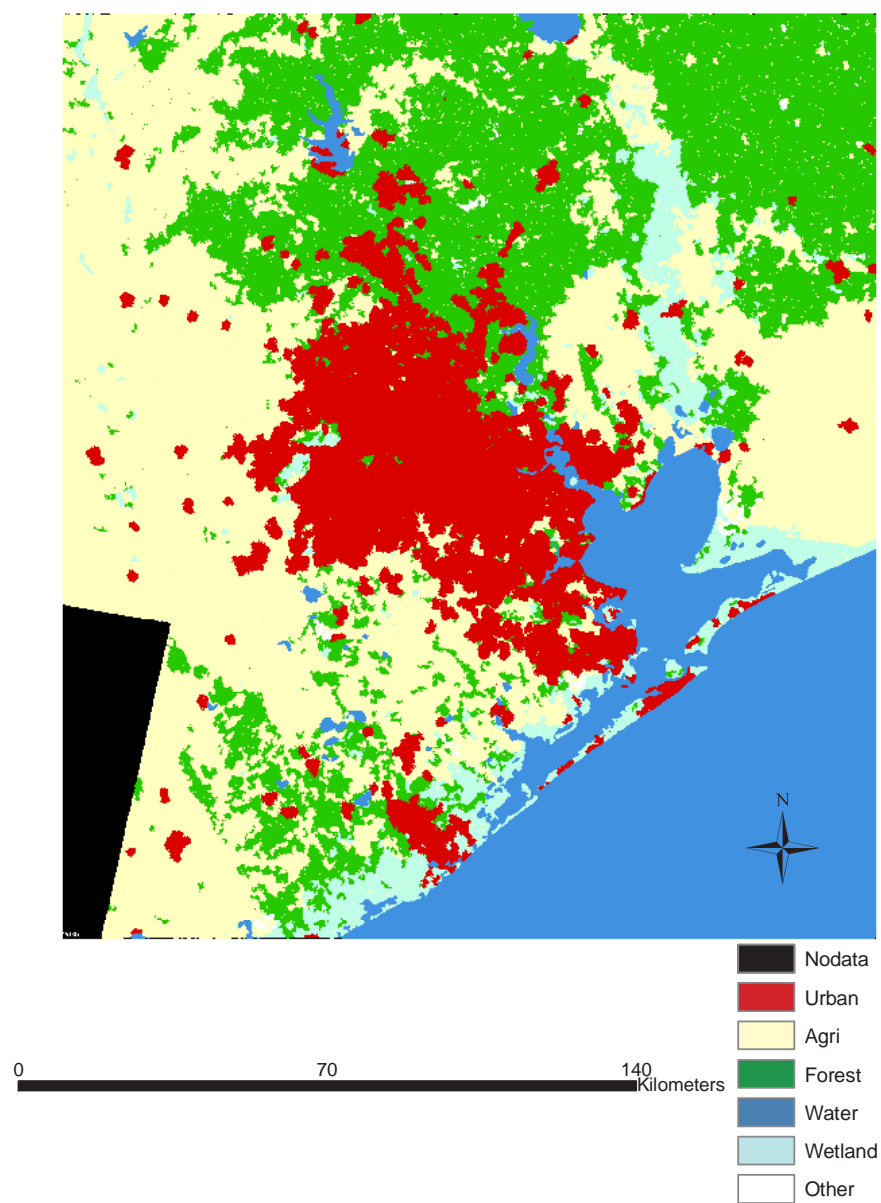 N
Nodata
Urban
Agri
Forest
Water
Wetland
Other
0 70 140
Kilometers